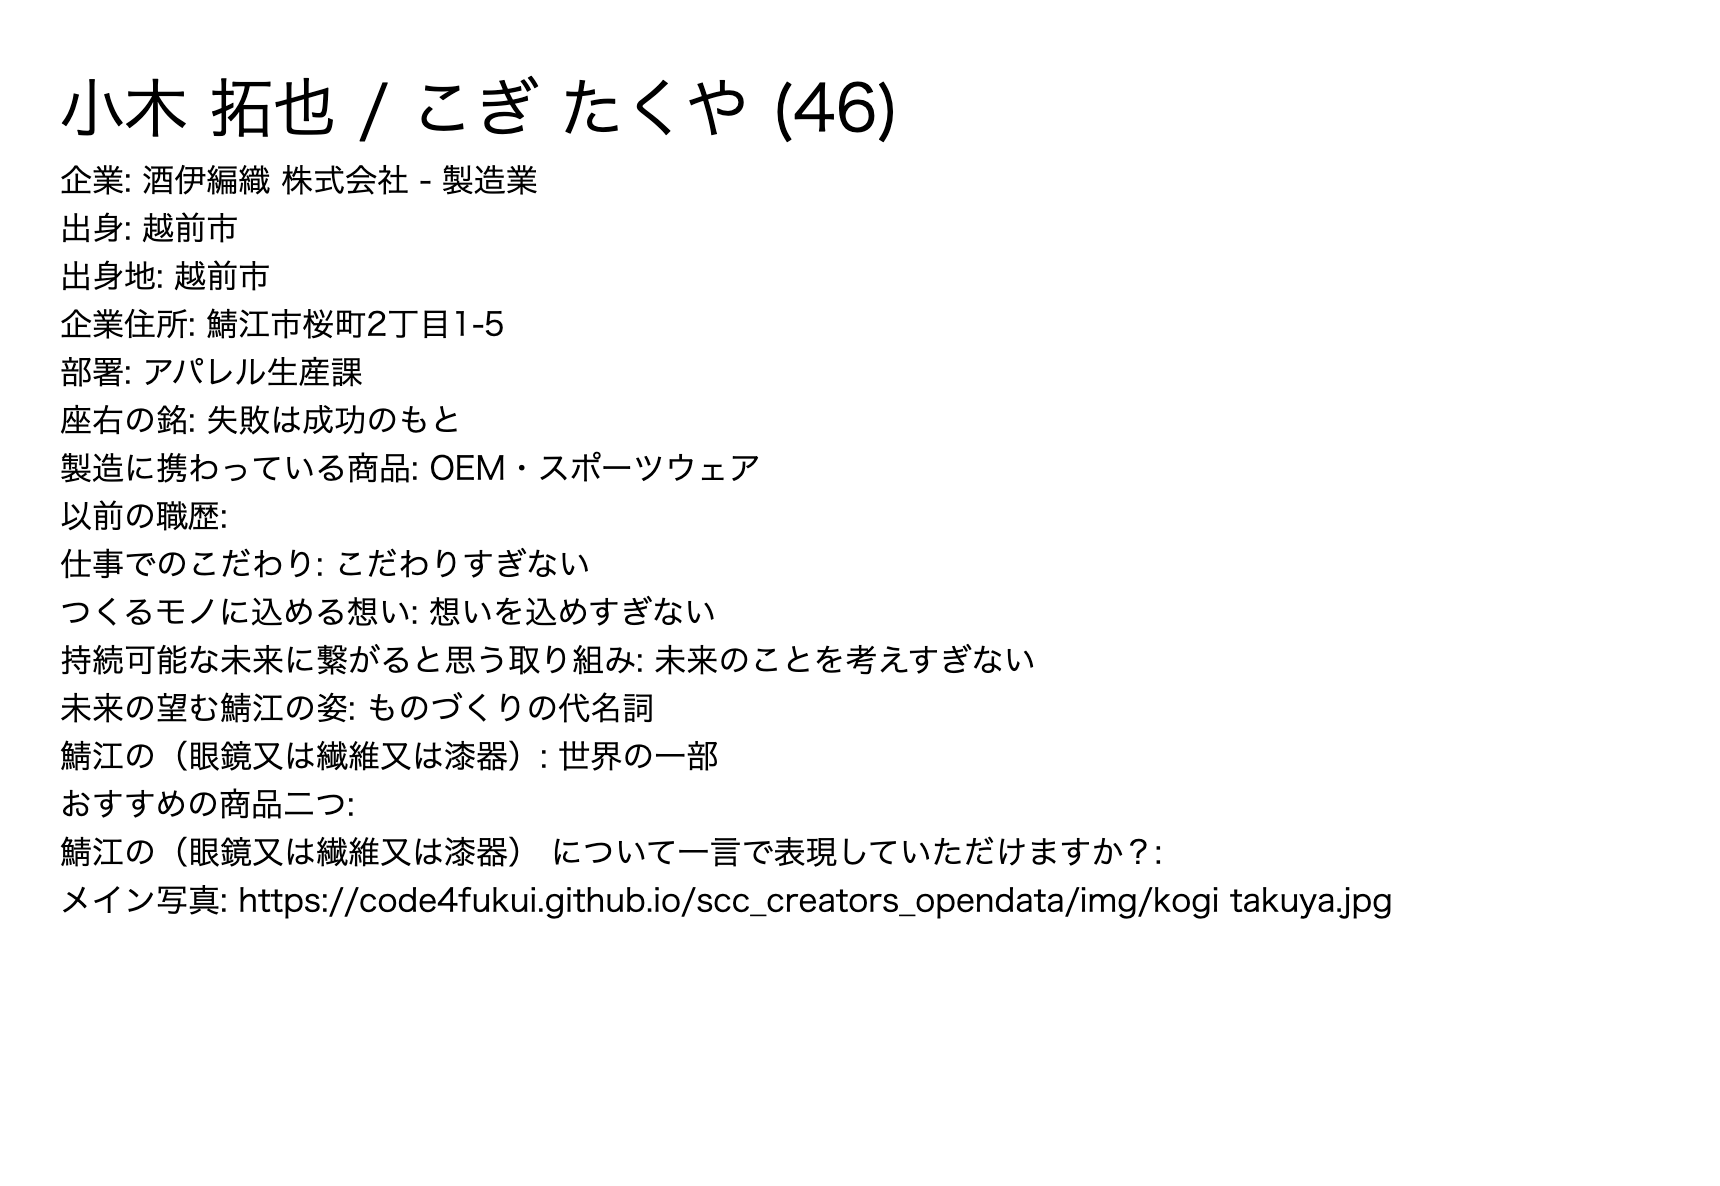 小木 拓也 / こぎ たくや (46)
企業: 酒伊編織 株式会社 - 製造業
出身: 越前市
出身地: 越前市
企業住所: 鯖江市桜町2丁目1-5
部署: アパレル生産課
座右の銘: 失敗は成功のもと
製造に携わっている商品: OEM・スポーツウェア
以前の職歴:
仕事でのこだわり: こだわりすぎない
つくるモノに込める想い: 想いを込めすぎない
持続可能な未来に繋がると思う取り組み: 未来のことを考えすぎない
未来の望む鯖江の姿: ものづくりの代名詞
鯖江の（眼鏡又は繊維又は漆器）: 世界の一部
おすすめの商品二つ:
鯖江の（眼鏡又は繊維又は漆器） について一言で表現していただけますか？:
メイン写真: https://code4fukui.github.io/scc_creators_opendata/img/kogi takuya.jpg